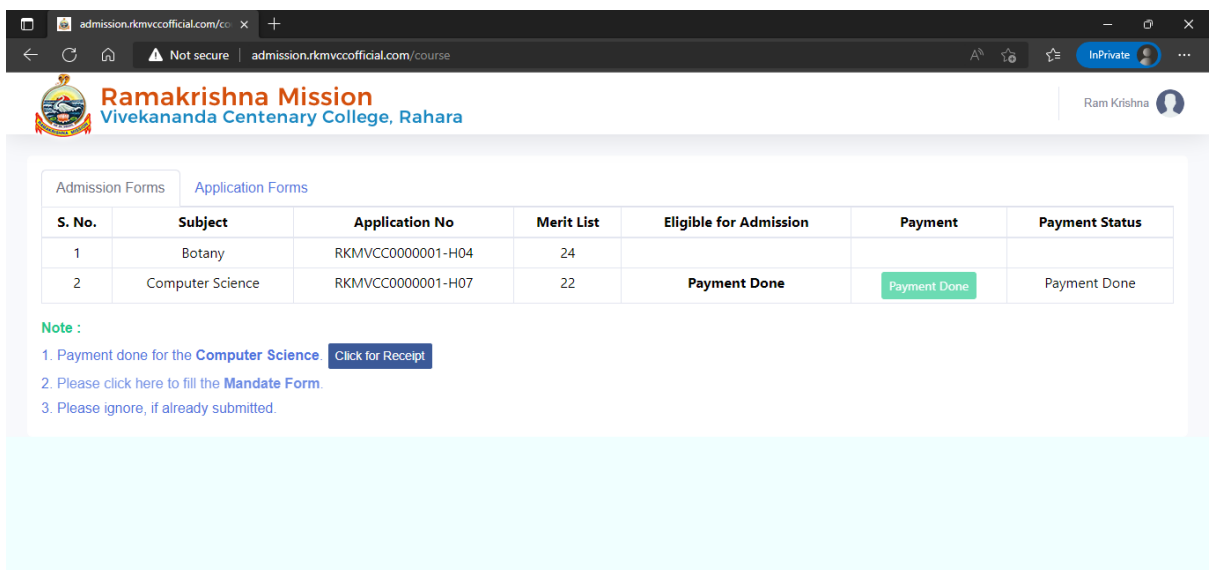 admission.rkmvccofficial.com/co
Not secure | admission.rkmvccofficial.com/course
InPrivate
Ramakrishna Mission
Vivekananda Centenary College, Rahara
Ram Krishna
Admission Forms Application Forms
S. No. Subject Application No Merit List Eligible for Admission Payment Payment Status
1 Botany RKMVCC0000001-H04 24
2 Computer Science RKMVCC0000001-H07 22 Payment Done Payment Done Payment Done
Note :
1. Payment done for the Computer Science. Click for Receipt
2. Please click here to fill the Mandate Form.
3. Please ignore, if already submitted.